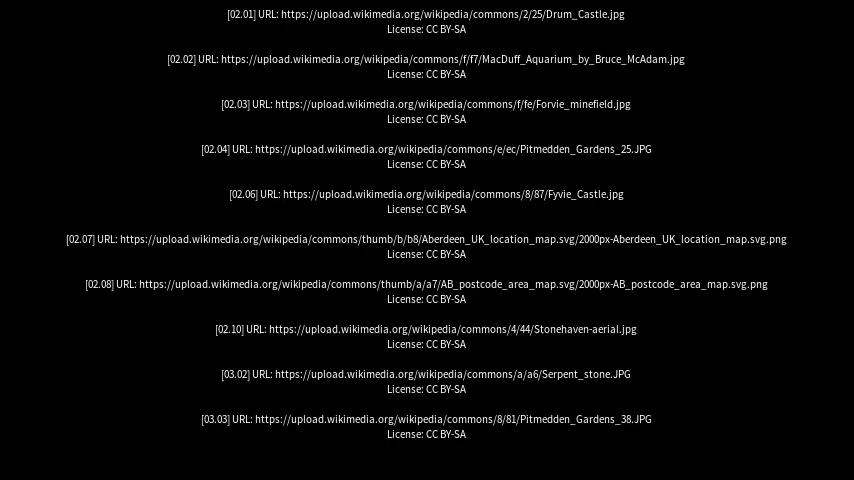 [02.01] URL: https://upload.wikimedia.org/wikipedia/commons/2/25/Drum_Castle.jpg
License: CC BY-SA
[02.02] URL: https://upload.wikimedia.org/wikipedia/commons/f/f7/MacDuff_Aquarium_by_Bruce_McAdam.jpg
License: CC BY-SA
[02.03] URL: https://upload.wikimedia.org/wikipedia/commons/f/fe/Forvie_minefield.jpg
License: CC BY-SA
[02.04] URL: https://upload.wikimedia.org/wikipedia/commons/e/ec/Pitmedden_Gardens_25.JPG
License: CC BY-SA
[02.06] URL: https://upload.wikimedia.org/wikipedia/commons/8/87/Fyvie_Castle.jpg
License: CC BY-SA
[02.07] URL: https://upload.wikimedia.org/wikipedia/commons/thumb/b/b8/Aberdeen_UK_location_map.svg/2000px-Aberdeen_UK_location_map.svg.png
License: CC BY-SA
[02.08] URL: https://upload.wikimedia.org/wikipedia/commons/thumb/a/a7/AB_postcode_area_map.svg/2000px-AB_postcode_area_map.svg.png
License: CC BY-SA
[02.10] URL: https://upload.wikimedia.org/wikipedia/commons/4/44/Stonehaven-aerial.jpg
License: CC BY-SA
[03.02] URL: https://upload.wikimedia.org/wikipedia/commons/a/a6/Serpent_stone.JPG
License: CC BY-SA
[03.03] URL: https://upload.wikimedia.org/wikipedia/commons/8/81/Pitmedden_Gardens_38.JPG
License: CC BY-SA